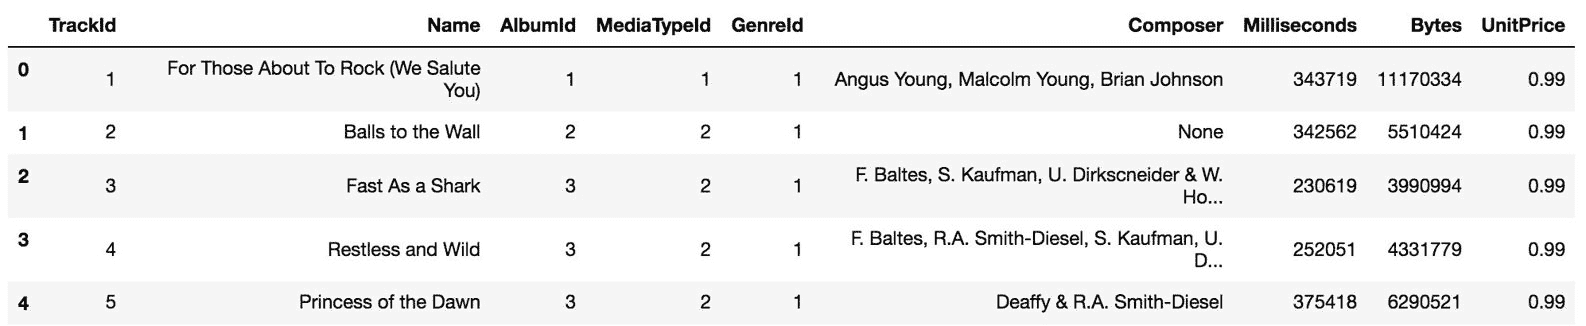 TrackId Name AlbumId MediaTypeId GenreId Composer Milliseconds Bytes UnitPrice
0 1 For Those About To Rock (We Salute You) 1 1 1 Angus Young, Malcolm Young, Brian Johnson 343719 11170334 0.99
1 2 Balls to the Wall 2 2 1 None 342562 5510424 0.99
2 3 Fast As a Shark 3 2 1 F. Baltes, S. Kaufman, U. Dirkscneider & W. Ho... 230619 3990994 0.99
3 4 Restless and Wild 3 2 1 F. Baltes, R.A. Smith-Diesel, S. Kaufman, U. D... 252051 4331779 0.99
4 5 Princess of the Dawn 3 2 1 Deaffy & R.A. Smith-Diesel 375418 6290521 0.99